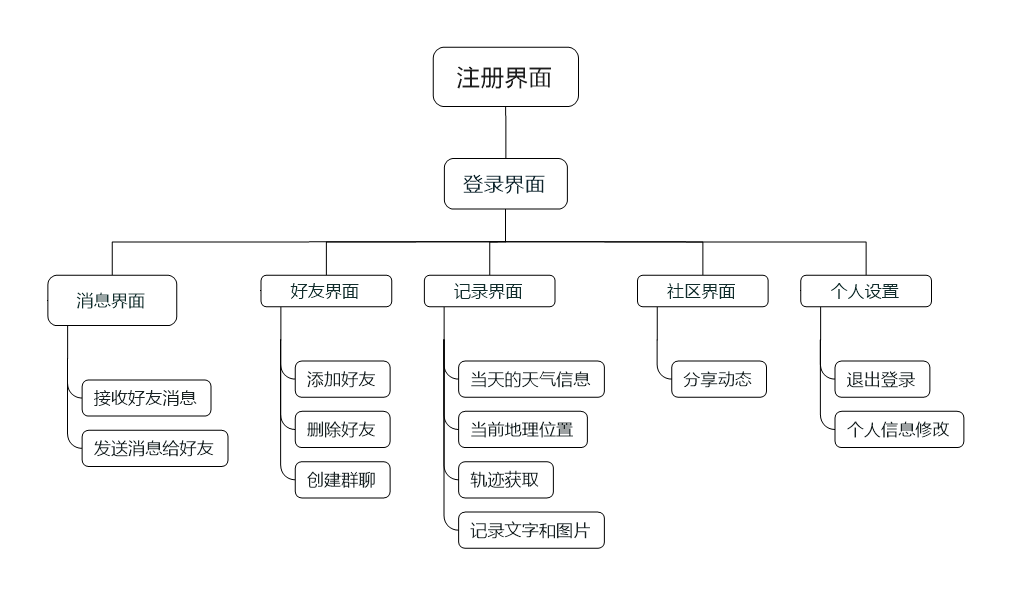 注册界面
登录界面
消息界面
好友界面
记录界面
社区界面
个人设置
接收好友消息
发送消息给好友
添加好友
删除好友
创建群聊
当天的天气信息
当前地理位置
轨迹获取
记录文字和图片
分享动态
退出登录
个人信息修改